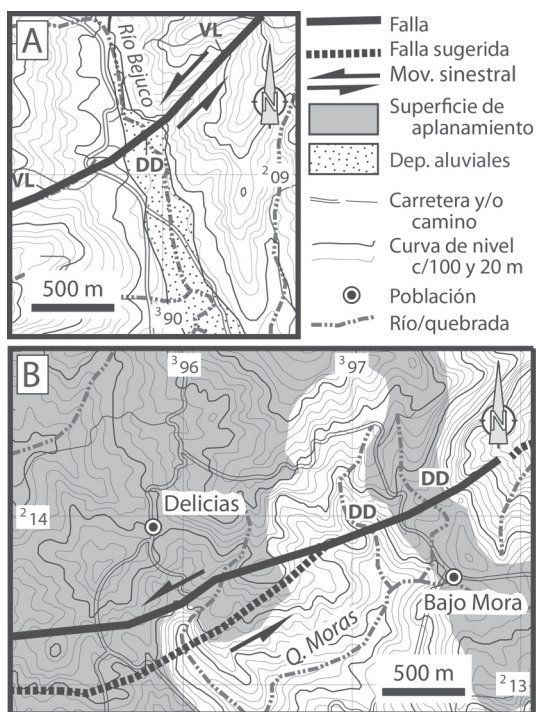 A
VL
Río Bejuco
N
DD
VL
²09
500 m
³90
Falla
Falla sugerida
Mov. sinestral
Superficie de
aplanamiento
Dep. aluviales
Carretera y/o
camino
Curva de nivel
c/100 y 20 m
Población
Río/quebrada
B
³96
³97
N
DD
²14
Delicias
DD
Bajo Mora
Q. Moras
500 m
²13